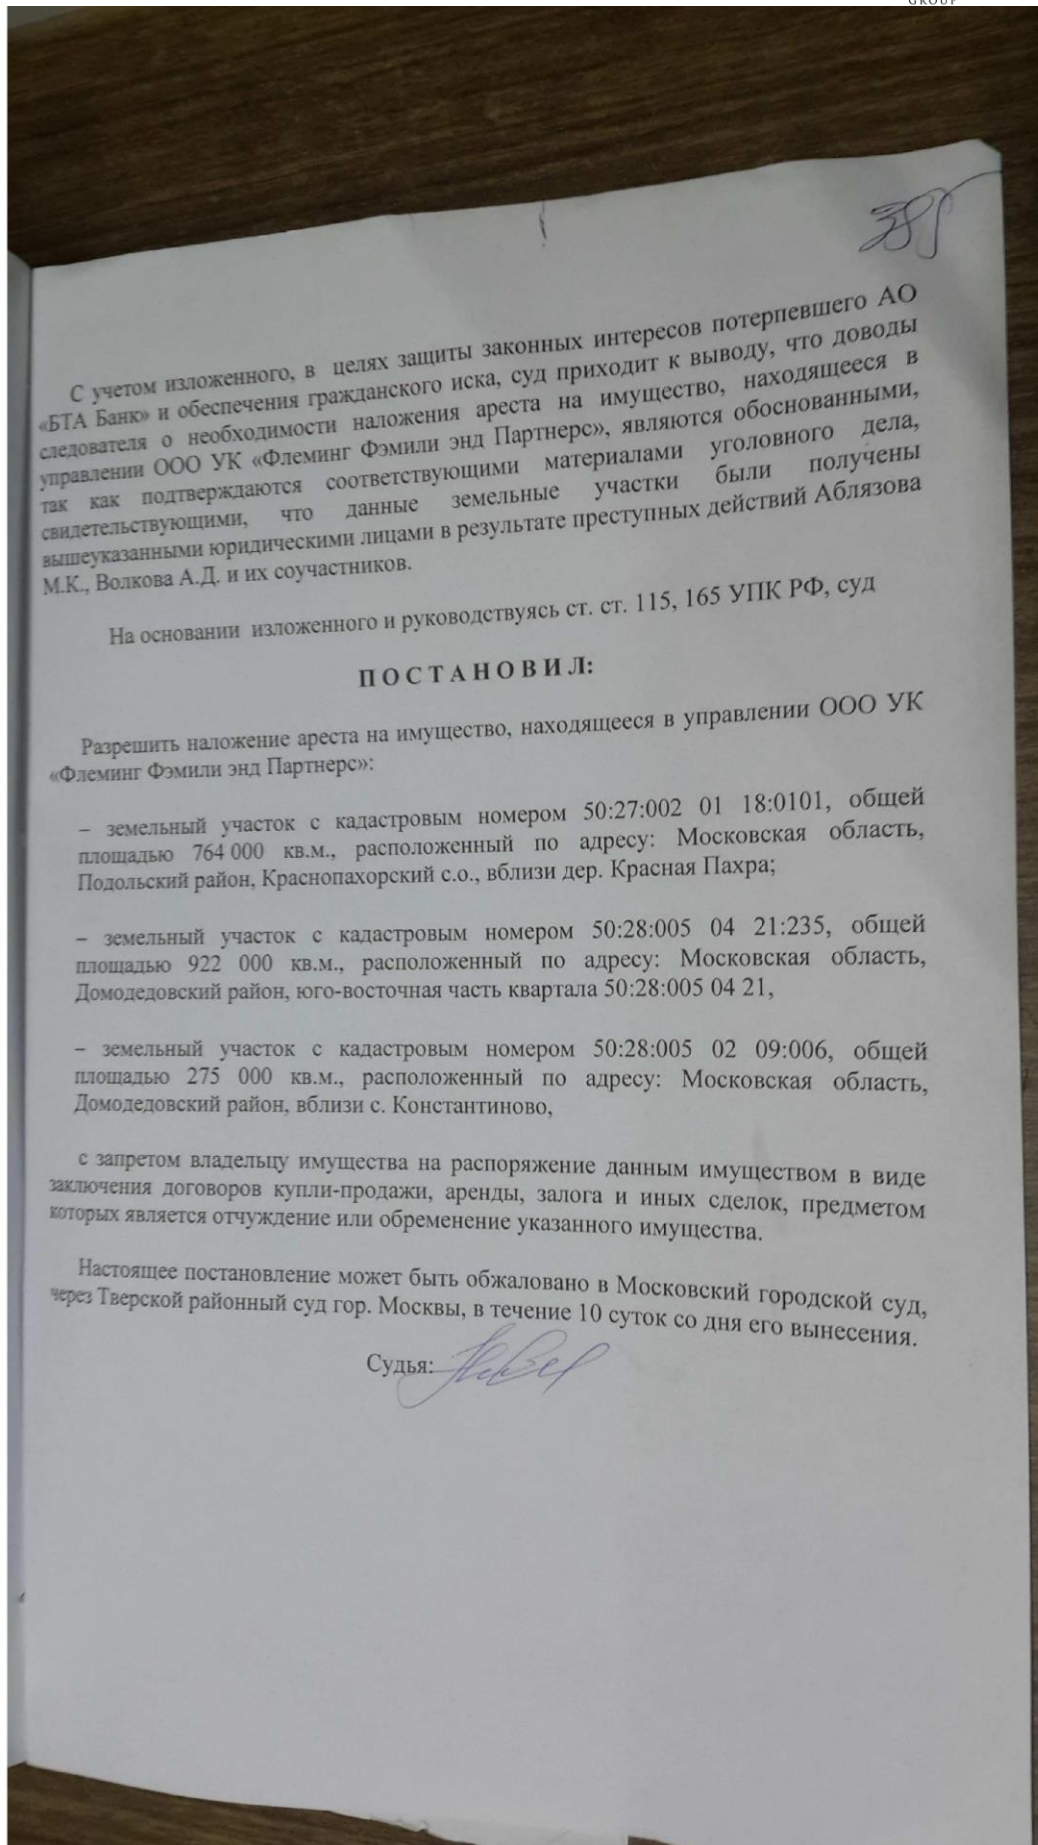 GROUP
385
С учетом изложенного, в целях защиты законных интересов потерпевшего АО
«БТА Банк» и обеспечения гражданского иска, суд приходит к выводу, что доводы
следователя о необходимости наложения ареста на имущество, находящееся в
управлении ООО УК «Флеминг Фэмили энд Партнерс», являются обоснованными,
так как подтверждаются соответствующими материалами уголовного дела,
свидетельствующими, что данные земельные участки были получены
вышеуказанными юридическими лицами в результате преступных действий Аблязова
М.К., Волкова А.Д. и их соучастников.
На основании изложенного и руководствуясь ст. ст. 115, 165 УПК РФ, суд
П О С Т А Н О В И Л:
Разрешить наложение ареста на имущество, находящееся в управлении ООО УК
«Флеминг Фэмили энд Партнерс»:
– земельный участок с кадастровым номером 50:27:002 01 18:0101, общей
площадью 764 000 кв.м., расположенный по адресу: Московская область,
Подольский район, Краснопахорский с.о., вблизи дер. Красная Пахра;
– земельный участок с кадастровым номером 50:28:005 04 21:235, общей
площадью 922 000 кв.м., расположенный по адресу: Московская область,
Домодедовский район, юго-восточная часть квартала 50:28:005 04 21,
– земельный участок с кадастровым номером 50:28:005 02 09:006, общей
площадью 275 000 кв.м., расположенный по адресу: Московская область,
Домодедовский район, вблизи с. Константиново,
с запретом владельцу имущества на распоряжение данным имуществом в виде
заключения договоров купли-продажи, аренды, залога и иных сделок, предметом
которых является отчуждение или обременение указанного имущества.
Настоящее постановление может быть обжаловано в Московский городской суд,
через Тверской районный суд гор. Москвы, в течение 10 суток со дня его вынесения.
Судья: